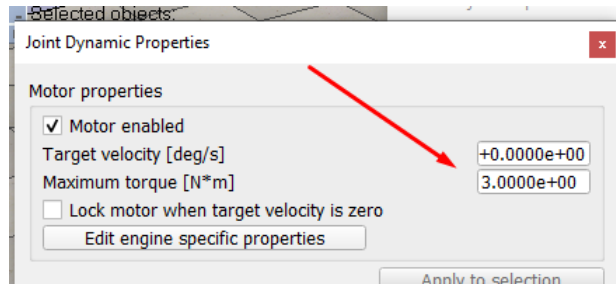 Selected objects:
Joint Dynamic Properties
x
Motor properties
Motor enabled
Target velocity [deg/s] +0.0000e+00
Maximum torque [N*m] 3.0000e+00
Lock motor when target velocity is zero
Edit engine specific properties
Apply to selection